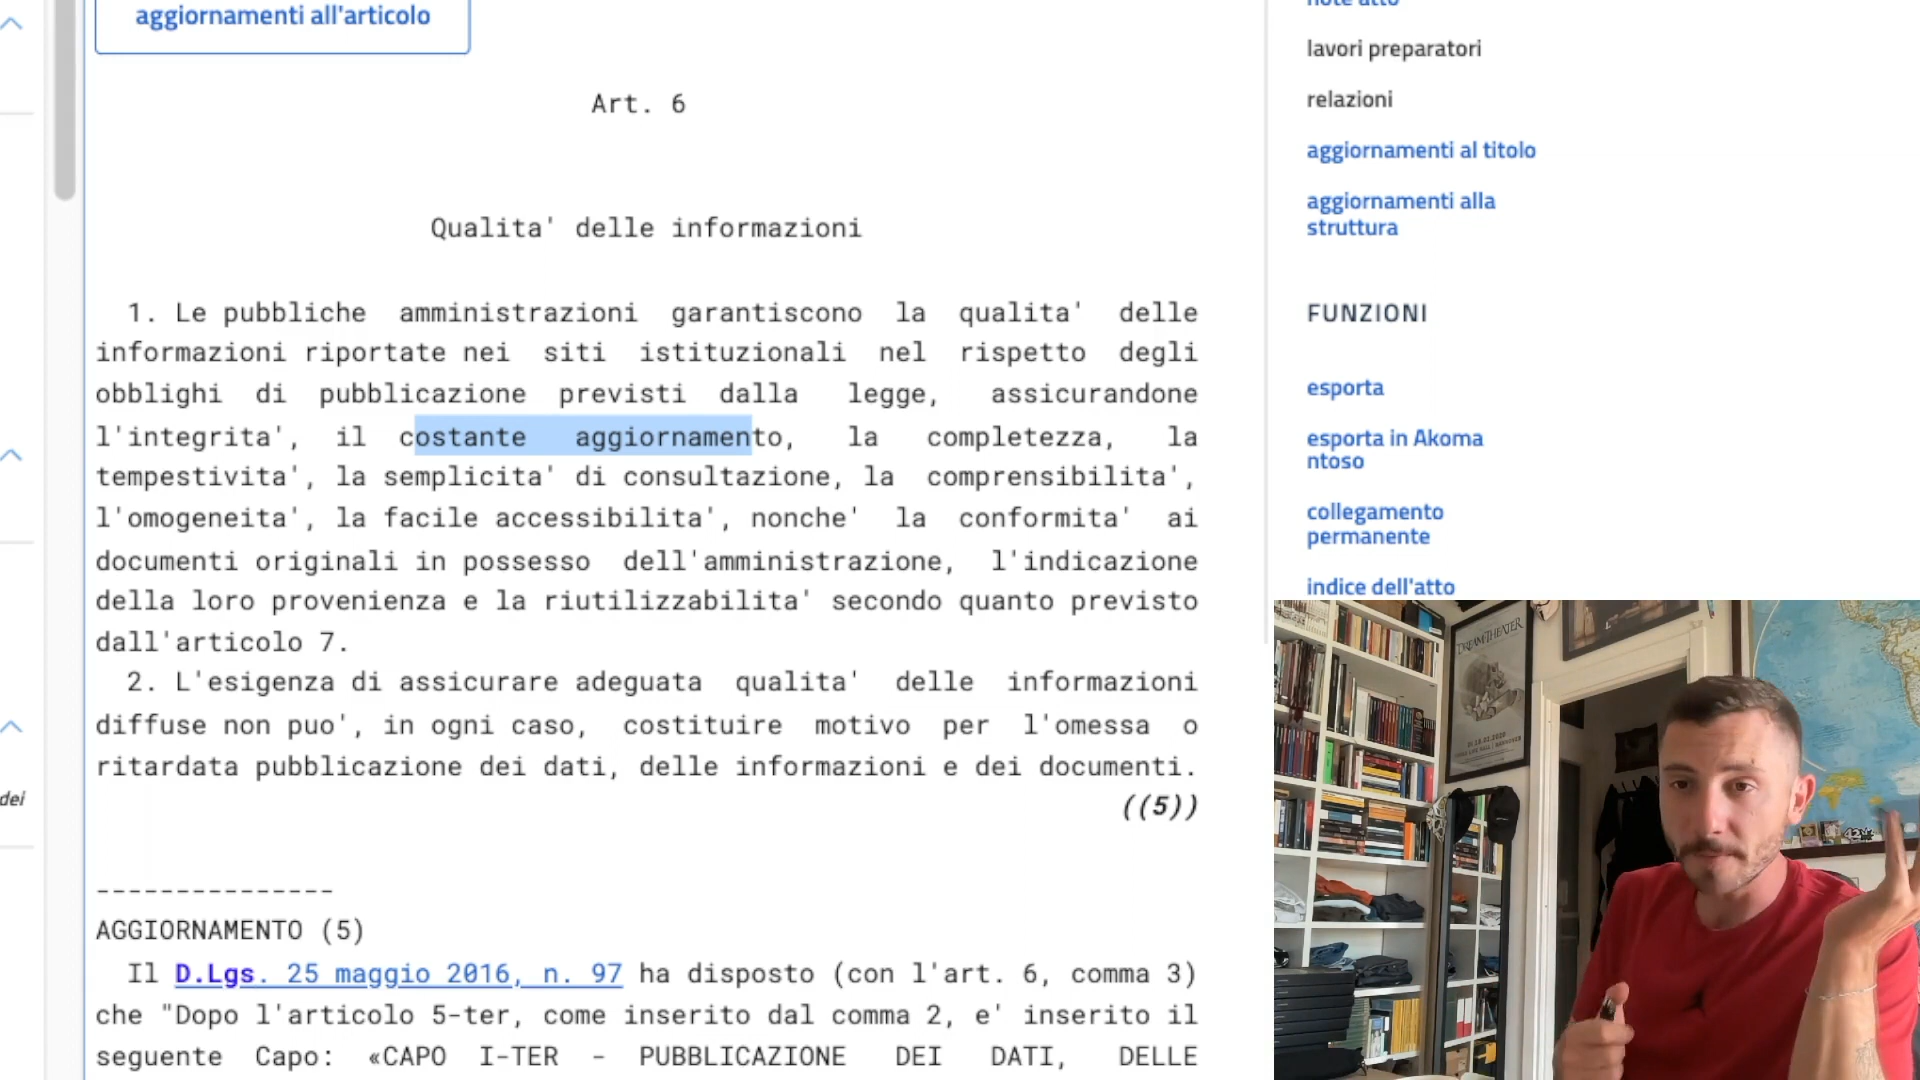 aggiornamenti all'articolo
Art. 6
Qualita' delle informazioni
1. Le pubbliche amministrazioni garantiscono la qualita' delle
informazioni riportate nei siti istituzionali nel rispetto degli
obblighi di pubblicazione previsti dalla legge, assicurandone
l'integrita', il costante aggiornamento, la completezza, la
tempestivita', la semplicita' di consultazione, la comprensibilita',
l'omogeneita', la facile accessibilita', nonche' la conformita' ai
documenti originali in possesso dell'amministrazione, l'indicazione
della loro provenienza e la riutilizzabilita' secondo quanto previsto
dall'articolo 7.
2. L'esigenza di assicurare adeguata qualita' delle informazioni
diffuse non puo', in ogni caso, costituire motivo per l'omessa o
ritardata pubblicazione dei dati, delle informazioni e dei documenti.
((5))
---------------
AGGIORNAMENTO (5)
Il D.Lgs. 25 maggio 2016, n. 97 ha disposto (con l'art. 6, comma 3)
che "Dopo l'articolo 5-ter, come inserito dal comma 2, e' inserito il
seguente Capo: «CAPO I-TER - PUBBLICAZIONE DEI DATI, DELLE
dei
note atto
lavori preparatori
relazioni
aggiornamenti al titolo
aggiornamenti alla
struttura
FUNZIONI
esporta
esporta in Akoma
ntoso
collegamento
permanente
indice dell'atto
DREAM THEATER
42